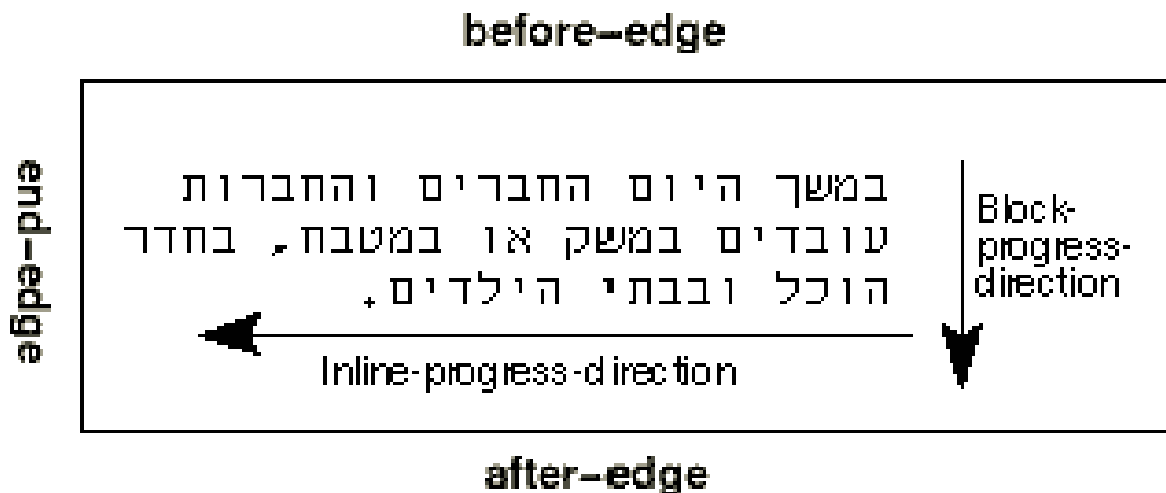 before-edge
end-edge
במשך היום החברים והחברות
עובדים במשק או במטבח, בחדר
הוכל ובבתי הילדים.
Block-
progress-
direction
Inline-progress-direction
after-edge